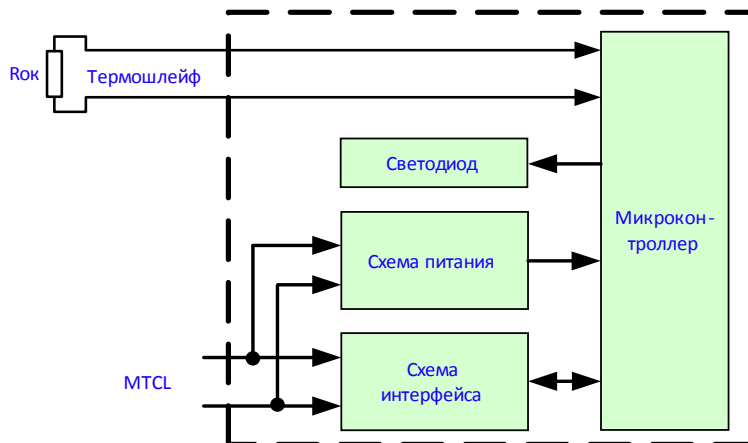 Rок
Термошлейф
Светодиод
Микрокон-
троллер
Схема питания
MTCL
Схема
интерфейса